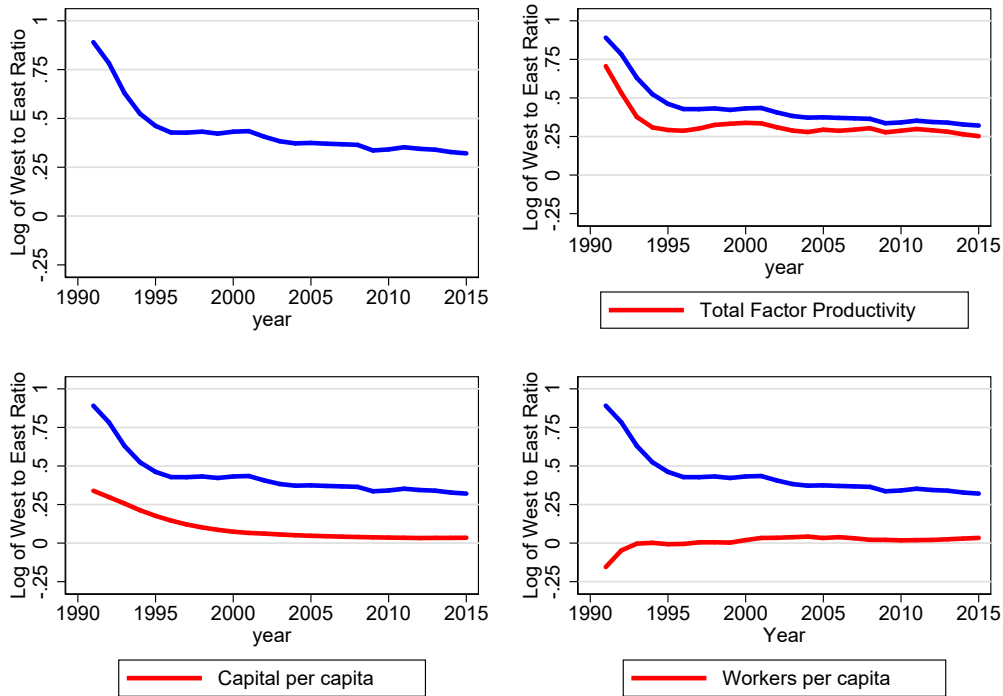 Log of West to East Ratio
1
.75
.5
.25
0
-.25
1990 1995 2000 2005 2010 2015
year
Log of West to East Ratio
1
.75
.5
.25
0
-.25
1990 1995 2000 2005 2010 2015
year
Total Factor Productivity
Log of West to East Ratio
1
.75
.5
.25
0
-.25
1990 1995 2000 2005 2010 2015
year
Capital per capita
Log of West to East Ratio
1
.75
.5
.25
0
-.25
1990 1995 2000 2005 2010 2015
Year
Workers per capita